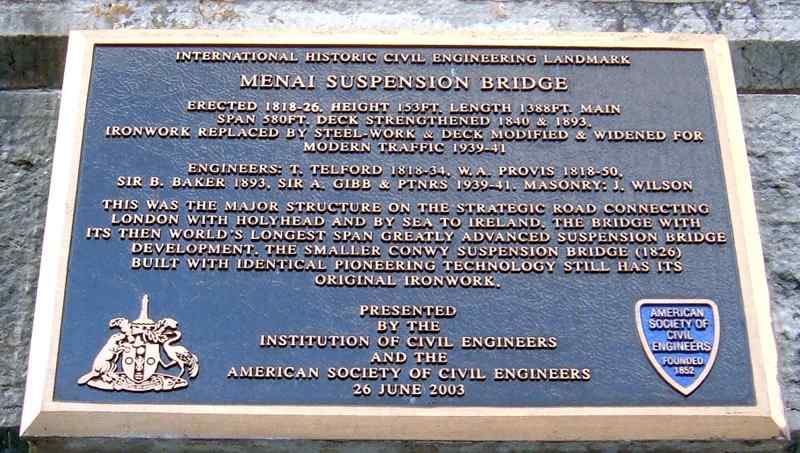 INTERNATIONAL HISTORIC CIVIL ENGINEERING LANDMARK
MENAI SUSPENSION BRIDGE
ERECTED 1818-26. HEIGHT 153FT. LENGTH 1388FT. MAIN
SPAN 580FT. DECK STRENGTHENED 1840 & 1893.
IRONWORK REPLACED BY STEEL-WORK & DECK MODIFIED & WIDENED FOR
MODERN TRAFFIC 1939-41
ENGINEERS: T. TELFORD 1818-34, W.A. PROVIS 1818-50,
SIR B. BAKER 1893, SIR A. GIBB & PTNRS 1939-41. MASONRY: J. WILSON
THIS WAS THE MAJOR STRUCTURE ON THE STRATEGIC ROAD CONNECTING
LONDON WITH HOLYHEAD AND BY SEA TO IRELAND. THE BRIDGE WITH
ITS THEN WORLD'S LONGEST SPAN GREATLY ADVANCED SUSPENSION BRIDGE
DEVELOPMENT. THE SMALLER CONWY SUSPENSION BRIDGE (1826)
BUILT WITH IDENTICAL PIONEERING TECHNOLOGY STILL HAS ITS
ORIGINAL IRONWORK.
PRESENTED
BY THE
INSTITUTION OF CIVIL ENGINEERS
AND THE
AMERICAN SOCIETY OF CIVIL ENGINEERS
26 JUNE 2003
AMERICAN
SOCIETY OF
CIVIL
ENGINEERS
FOUNDED
1852